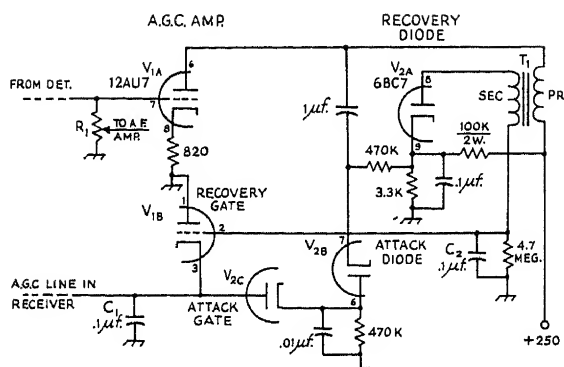 A.G.C. AMP.
RECOVERY DIODE
V1A
12AU7
6
7
8
FROM DET.
R1
TO A F AMP.
820
1μf.
V2A
6BC7
8
9
T1
SEC
PR
470K
100K
2W.
3.3K
.1μf.
RECOVERY GATE
V1B
1
2
3
V2B
7
ATTACK DIODE
6
C2
.1μf.
4.7 MEG.
A.G.C LINE IN RECEIVER
C1
.1μf.
ATTACK GATE
V2C
.01μf.
470K
+250